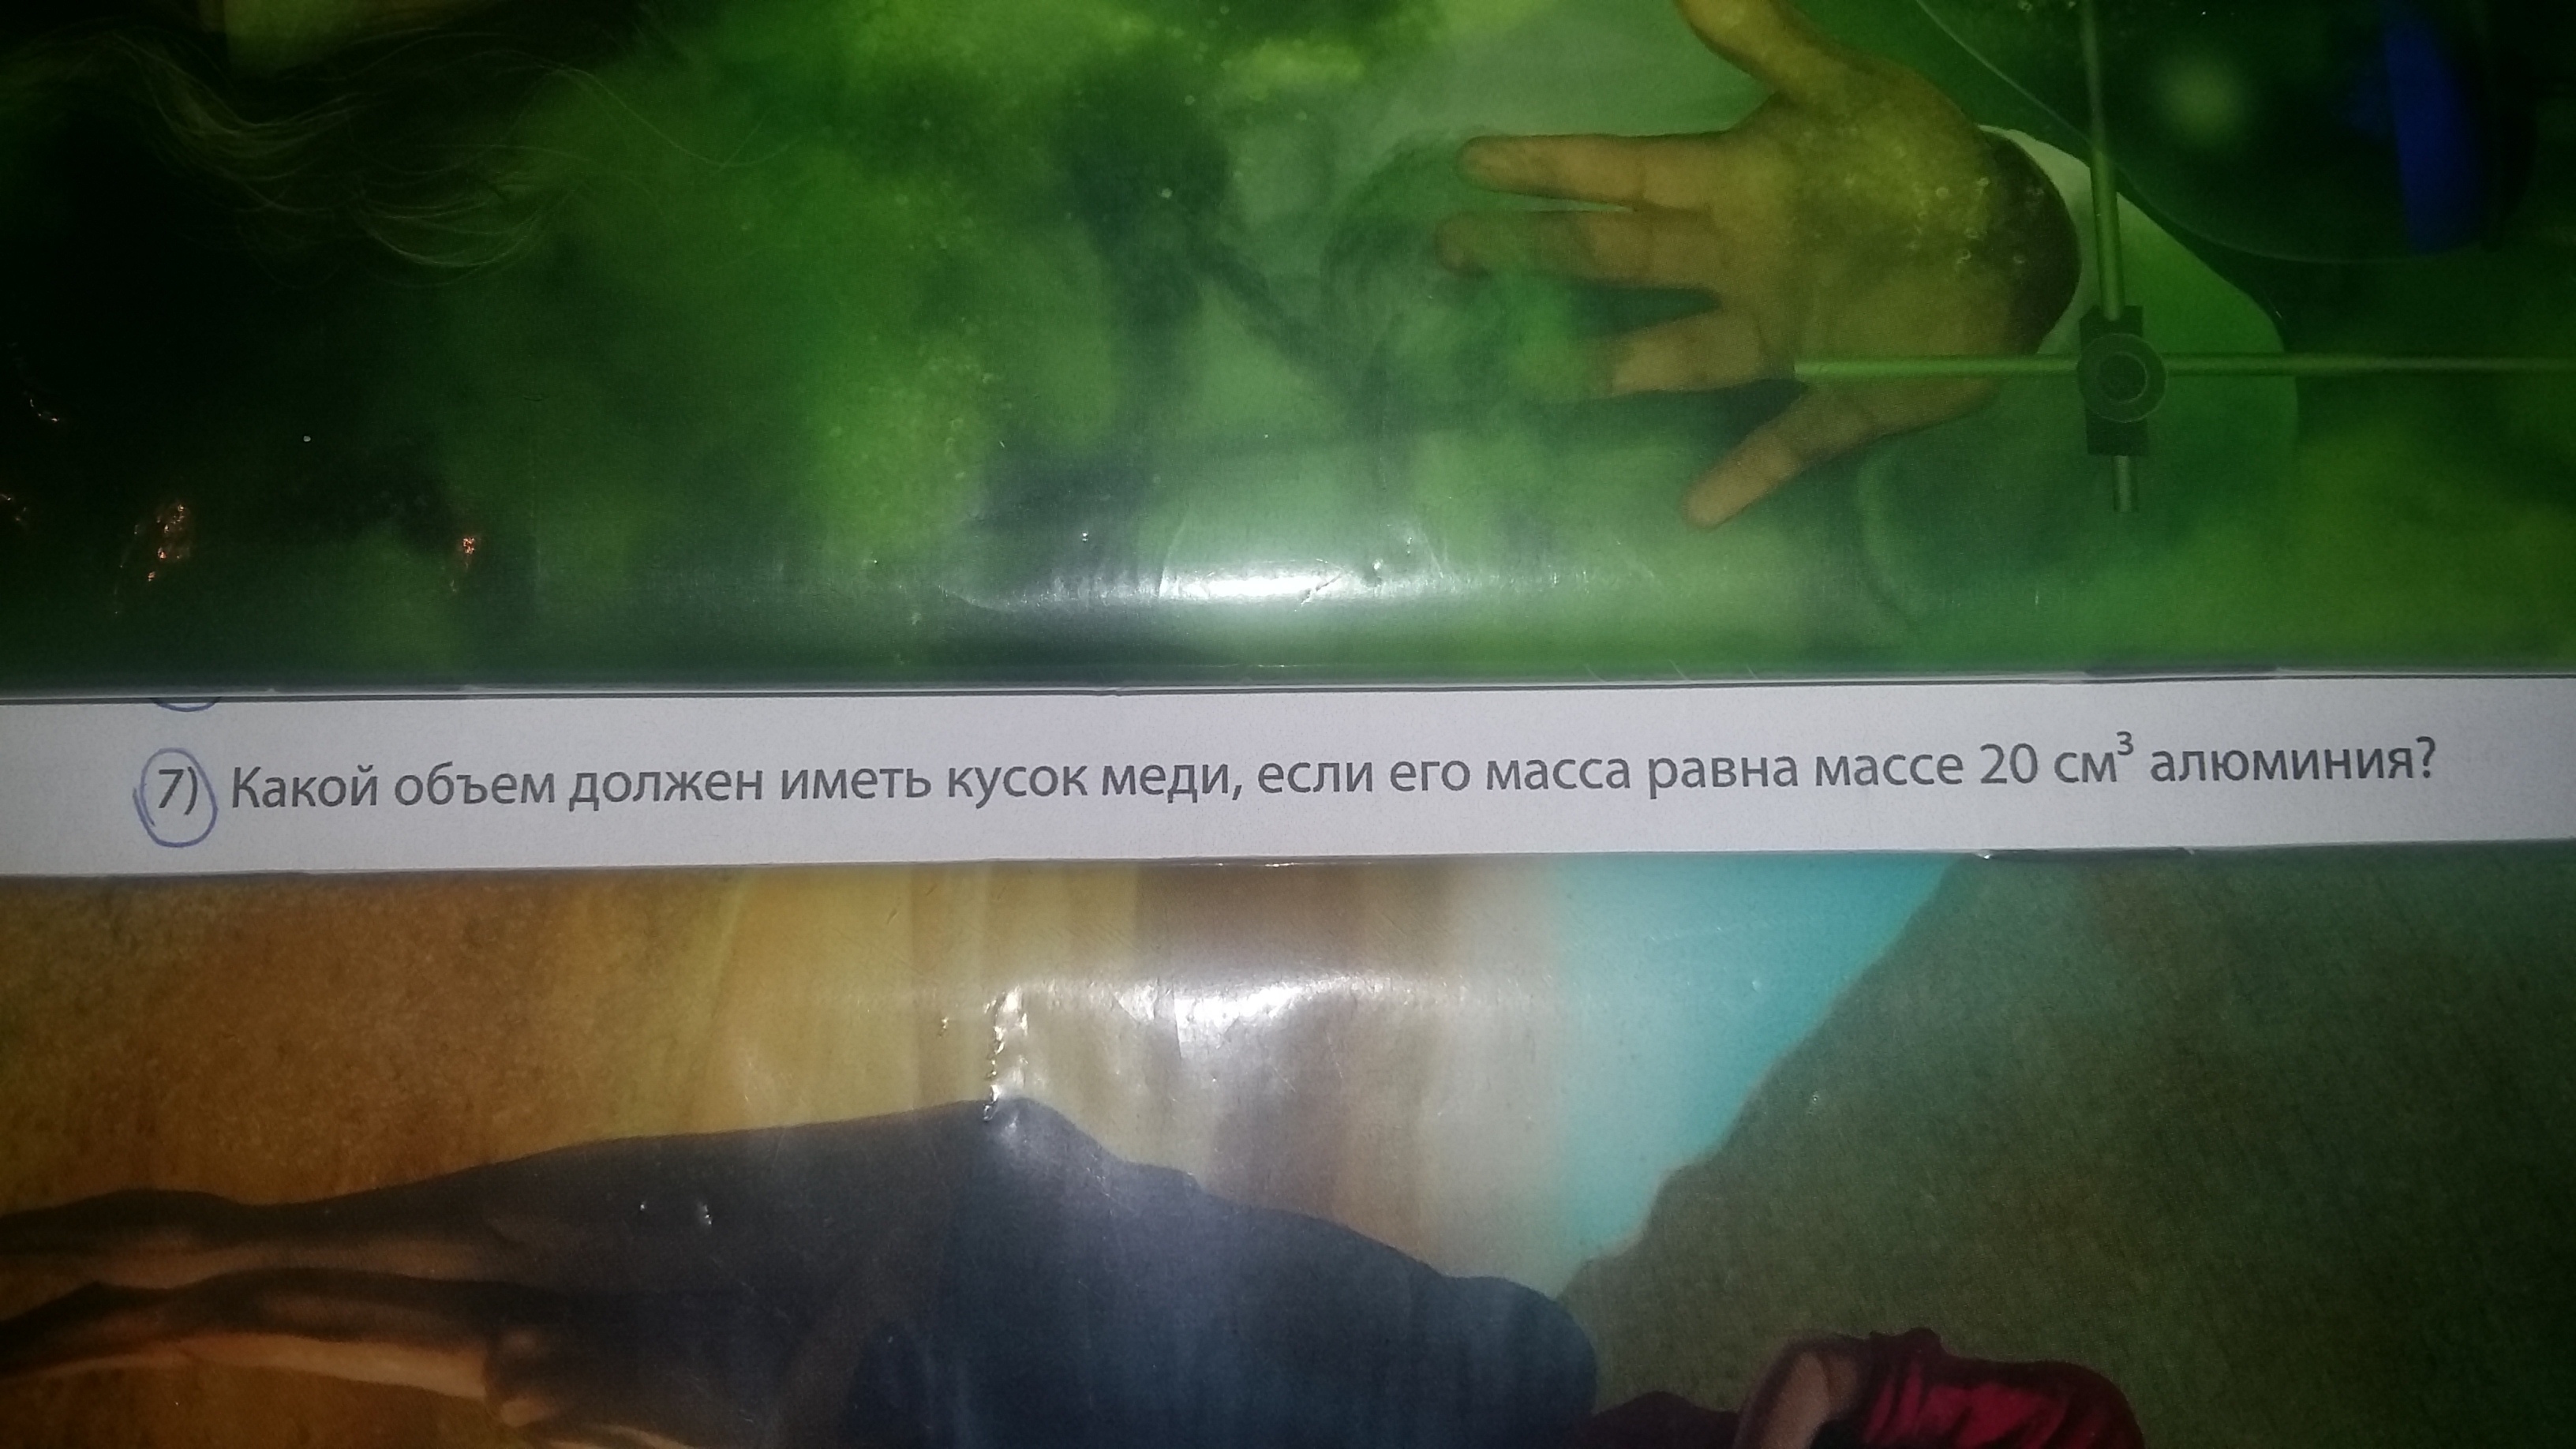 7) Какой объем должен иметь кусок меди, если его масса равна массе 20 см³ алюминия?